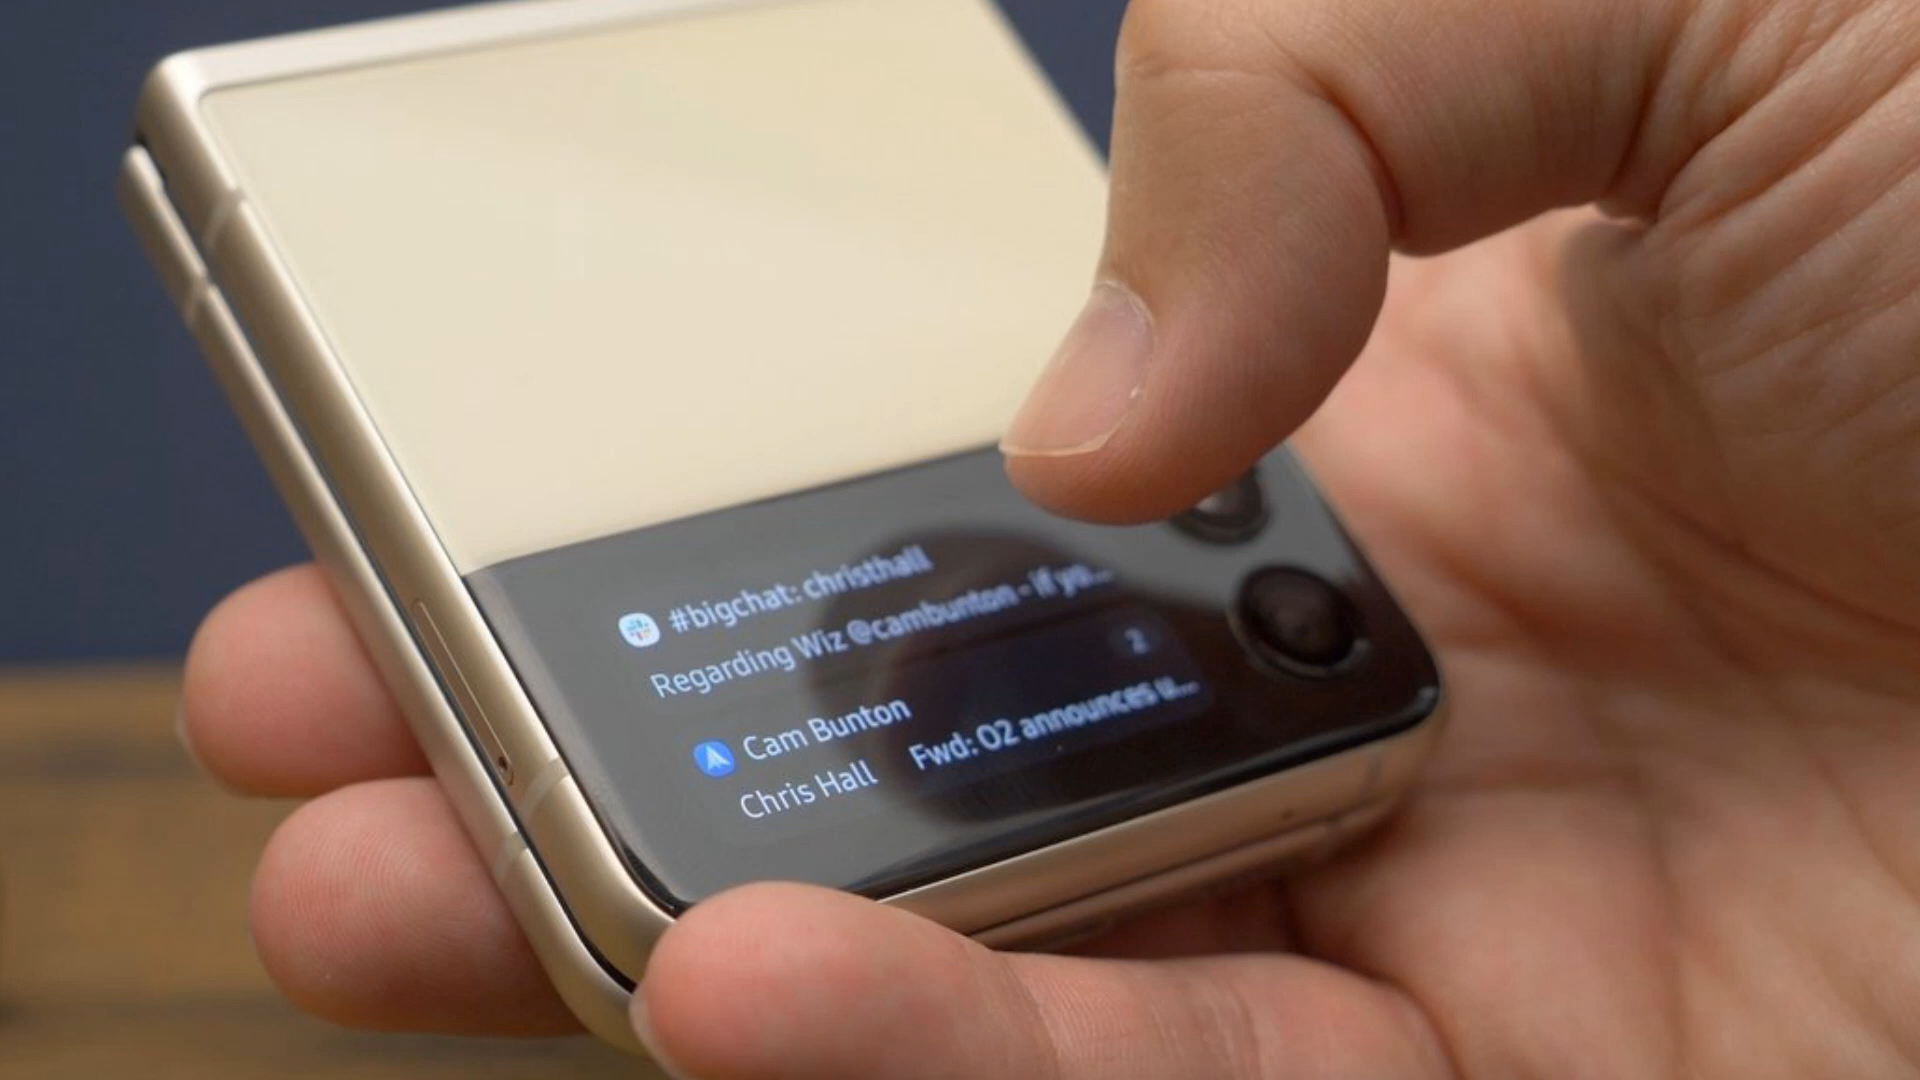 #bigchat: christhall
Regarding Wiz @cambunton - if yo...
2
Cam Bunton
Chris Hall Fwd: O2 announces u...